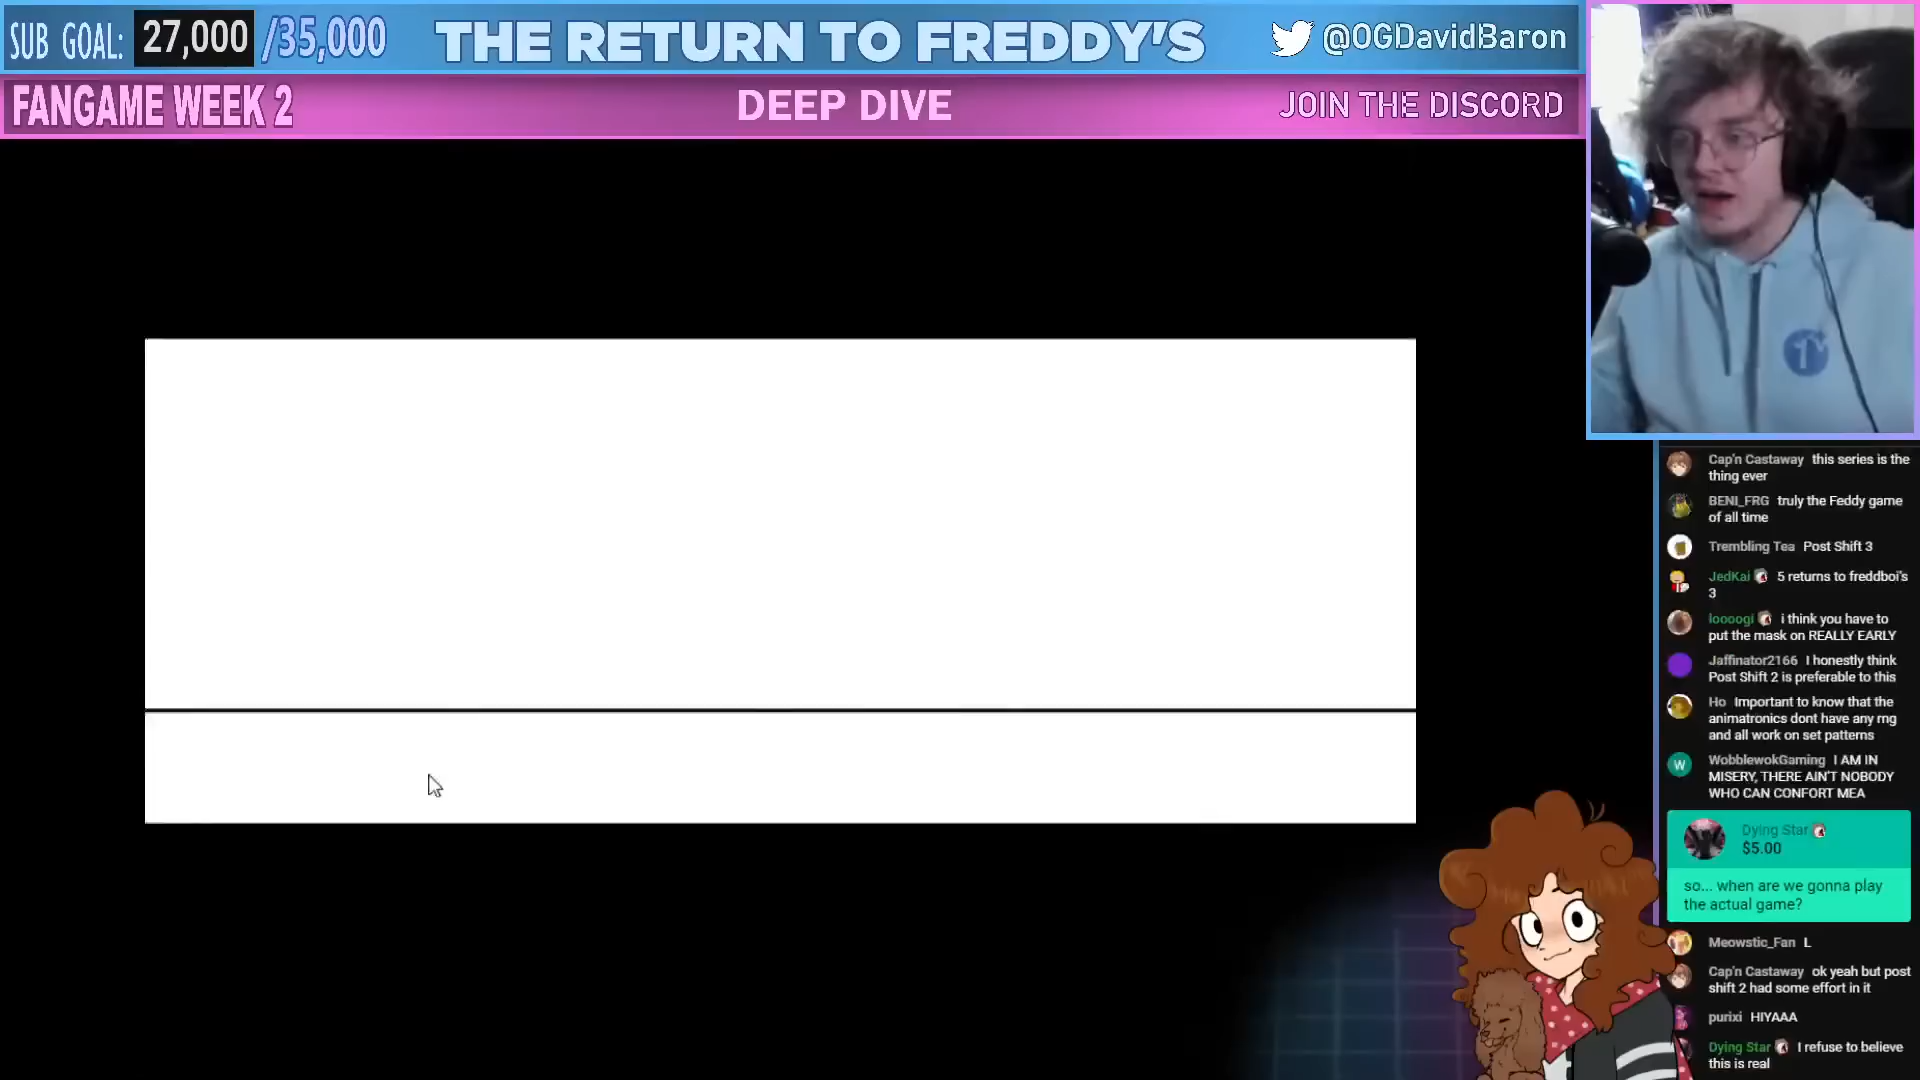 SUB GOAL: 27,000 /35,000
THE RETURN TO FREDDY'S
@OGDavidBaron
FANGAME WEEK 2
DEEP DIVE
JOIN THE DISCORD
Cap'n Castaway this series is the
thing ever
BENI_FRG truly the Feddy game
of all time
Trembling Tea Post Shift 3
JedKai 5 returns to freddboi's
3
loooogi i think you have to
put the mask on REALLY EARLY
Jaffinator2166 I honestly think
Post Shift 2 is preferable to this
Ho Important to know that the
animatronics dont have any rng
and all work on set patterns
W
WobblewokGaming I AM IN
MISERY, THERE AIN'T NOBODY
WHO CAN CONFORT MEA
Dying Star
$5.00
so... when are we gonna play
the actual game?
Meowstic_Fan L
Cap'n Castaway ok yeah but post
shift 2 had some effort in it
purixi HIYAAA
Dying Star I refuse to believe
this is real